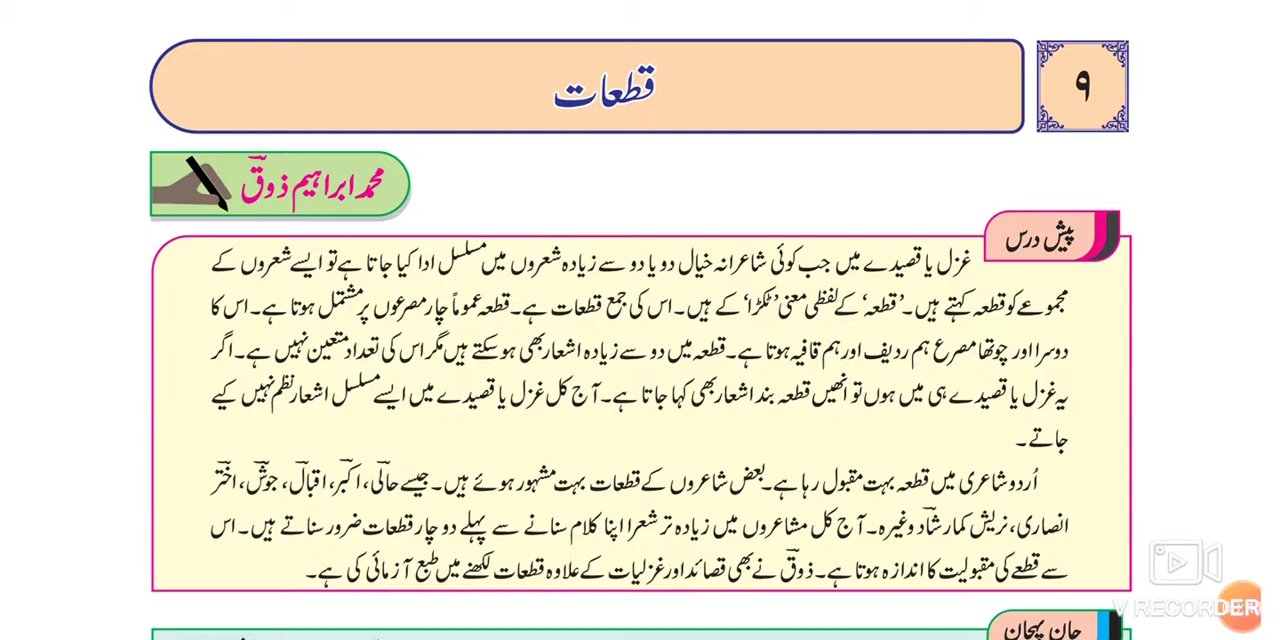 ۹
قطعات
محمد ابراہیم ذوقؔ
پیش درس
غزل یا قصیدے میں جب کوئی شاعرانہ خیال دو یا دو سے زیادہ شعروں میں مسلسل ادا کیا جاتا ہے تو ایسے شعروں کے
مجموعے کو قطعہ کہتے ہیں۔ ’قطعہ‘ کے لفظی معنی ’ٹکڑا‘ کے ہیں۔ اس کی جمع قطعات ہے۔ قطعہ عموماً چار مصرعوں پر مشتمل ہوتا ہے۔ اس کا
دوسرا اور چوتھا مصرع ہم ردیف اور ہم قافیہ ہوتا ہے۔ قطعہ میں دو سے زیادہ اشعار بھی ہو سکتے ہیں مگر اس کی تعداد متعین نہیں ہے۔ اگر
یہ غزل یا قصیدے ہی میں ہوں تو انھیں قطعہ بند اشعار بھی کہا جاتا ہے۔ آج کل غزل یا قصیدے میں ایسے مسلسل اشعار نظم نہیں کیے
جاتے۔
اُردو شاعری میں قطعہ بہت مقبول رہا ہے۔ بعض شاعروں کے قطعات بہت مشہور ہوئے ہیں۔ جیسے حالیؔ، اکبرؔ، اقبالؔ، جوشؔ، اخترؔ
انصاری، نریش کمار شادؔ وغیرہ۔ آج کل مشاعروں میں زیادہ تر شعرا اپنا کلام سنانے سے پہلے دو چار قطعات ضرور سناتے ہیں۔ اس
سے قطعے کی مقبولیت کا اندازہ ہوتا ہے۔ ذوقؔ نے بھی قصائد اور غزلیات کے علاوہ قطعات لکھنے میں طبع آزمائی کی ہے۔
V RECORDER
جان پہچان